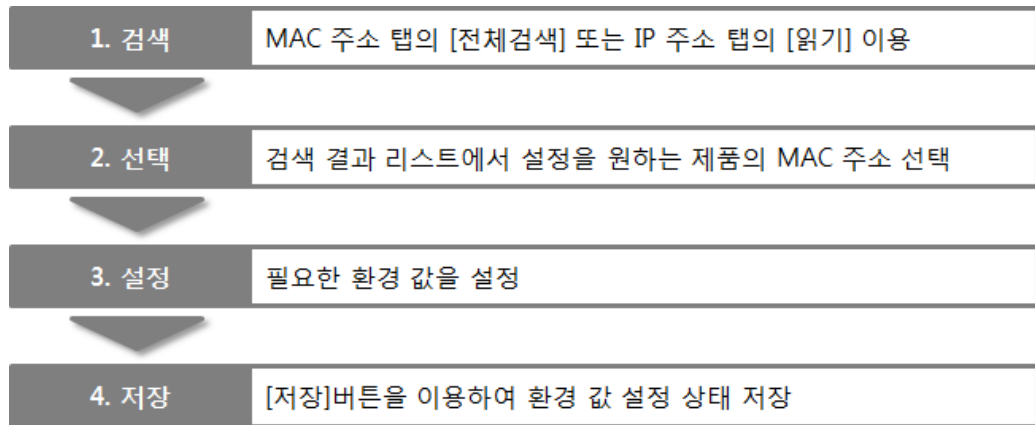 1. 검색 MAC 주소 탭의 [전체검색] 또는 IP 주소 탭의 [읽기] 이용
2. 선택 검색 결과 리스트에서 설정을 원하는 제품의 MAC 주소 선택
3. 설정 필요한 환경 값을 설정
4. 저장 [저장]버튼을 이용하여 환경 값 설정 상태 저장